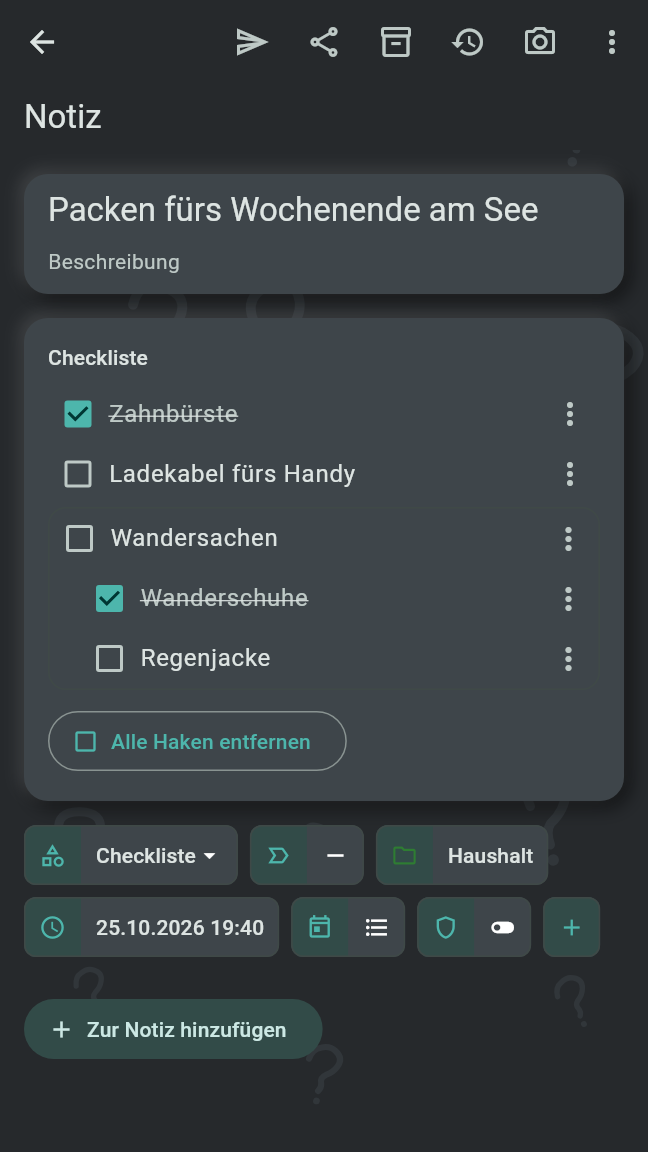 Notiz
Packen fürs Wochenende am See
Beschreibung
Checkliste
Zahnbürste
Ladekabel fürs Handy
Wandersachen
Wanderschuhe
Regenjacke
Alle Haken entfernen
Checkliste
Haushalt
25.10.2026 19:40
Zur Notiz hinzufügen